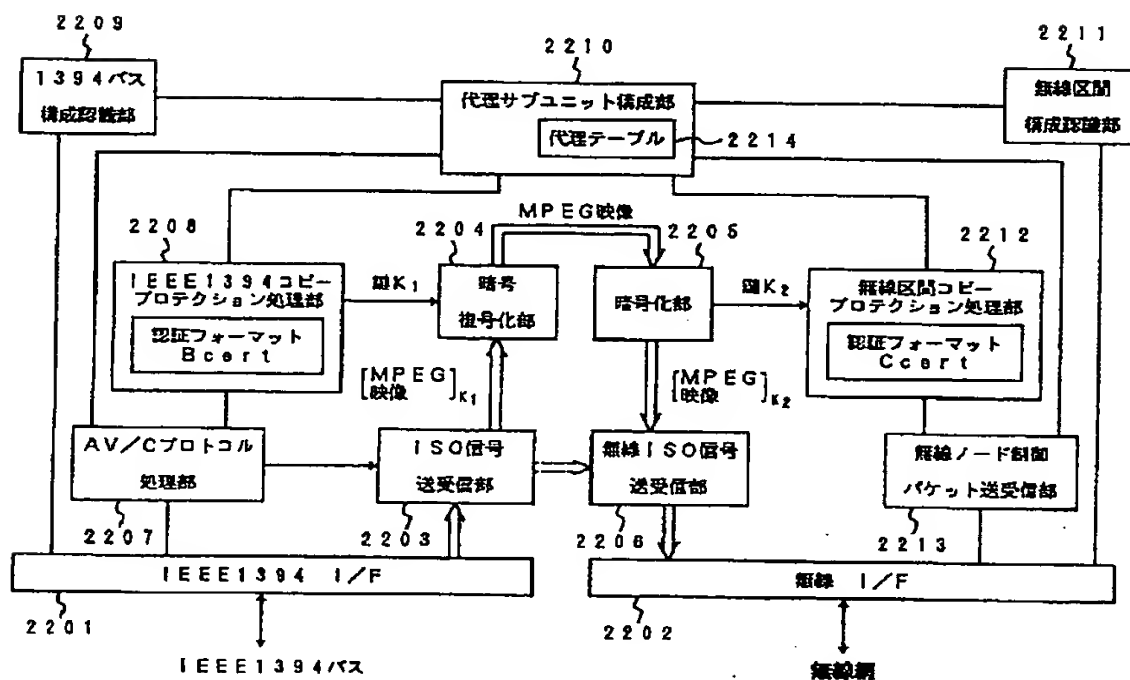 2209
2210
2211
1394バス
構成認識部
代理サブユニット構成部
代理テーブル
2214
無線区間
構成認識部
MPEG映像
2208
2204
2205
2212
IEEE1394コピー
プロテクション処理部
認証フォーマット
Bcert
鍵K1
暗号
復号化部
暗号化部
鍵K2
無線区間コピー
プロテクション処理部
認証フォーマット
Ccert
[MPEG
映像]K1
[MPEG
映像]K2
AV/Cプロトコル
処理部
ISO信号
送受信部
無線ISO信号
送受信部
無線ノード制御
パケット送受信部
2207
2203
2206
2213
IEEE1394 I/F
無線 I/F
2201
2202
IEEE1394バス
無線網